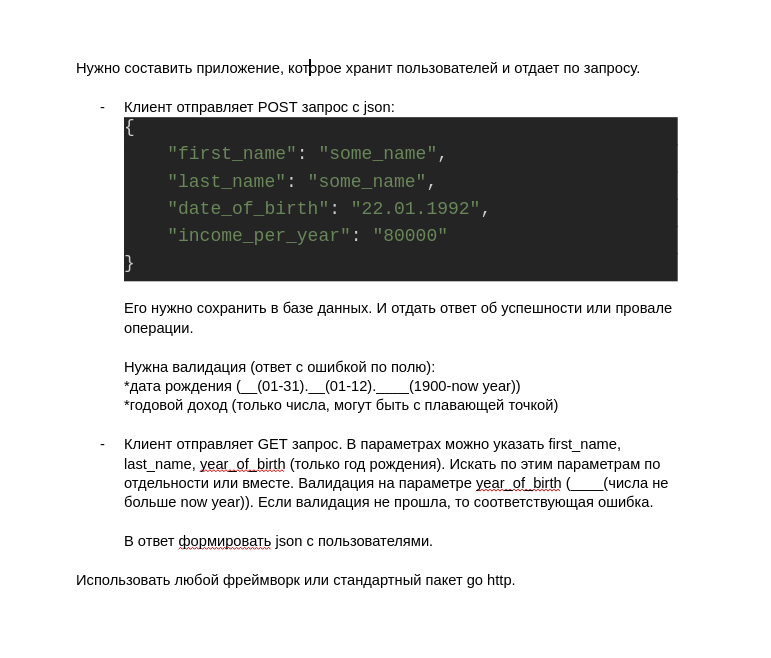 Нужно составить приложение, которое хранит пользователей и отдает по запросу.
- Клиент отправляет POST запрос с json:
{
"first_name": "some_name",
"last_name": "some_name",
"date_of_birth": "22.01.1992",
"income_per_year": "80000"
}
Его нужно сохранить в базе данных. И отдать ответ об успешности или провале
операции.
Нужна валидация (ответ с ошибкой по полю):
*дата рождения (__(01-31).__(01-12).____(1900-now year))
*годовой доход (только числа, могут быть с плавающей точкой)
- Клиент отправляет GET запрос. В параметрах можно указать first_name,
last_name, year_of_birth (только год рождения). Искать по этим параметрам по
отдельности или вместе. Валидация на параметре year_of_birth (____(числа не
больше now year)). Если валидация не прошла, то соответствующая ошибка.
В ответ формировать json с пользователями.
Использовать любой фреймворк или стандартный пакет go http.